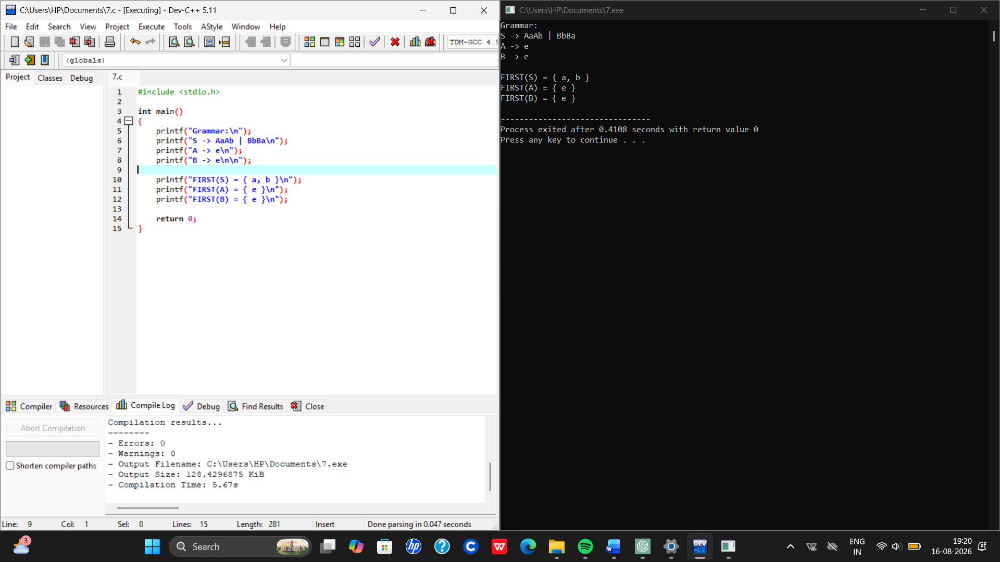 C:\Users\HP\Documents\7.c - [Executing] - Dev-C++ 5.11
File Edit Search View Project Execute Tools AStyle Window Help
TDM-GCC 4.9
(globals)
Project Classes Debug
7.c
1 #include <stdio.h>
2
3 int main()
4 {
5 printf("Grammar:\n");
6 printf("S -> AaAb | BbBa\n");
7 printf("A -> e\n");
8 printf("B -> e\n\n");
9
10 printf("FIRST(S) = { a, b }\n");
11 printf("FIRST(A) = { e }\n");
12 printf("FIRST(B) = { e }\n");
13
14 return 0;
15 }
Compiler Resources Compile Log Debug Find Results Close
Abort Compilation
Shorten compiler paths
Compilation results...
--------
- Errors: 0
- Warnings: 0
- Output Filename: C:\Users\HP\Documents\7.exe
- Output Size: 128.4296875 KiB
- Compilation Time: 5.67s
Line: 9 Col: 1 Sel: 0 Lines: 15 Length: 281 Insert Done parsing in 0.047 seconds
C:\Users\HP\Documents\7.exe
Grammar:
S -> AaAb | BbBa
A -> e
B -> e
FIRST(S) = { a, b }
FIRST(A) = { e }
FIRST(B) = { e }
--------------------------------
Process exited after 0.4108 seconds with return value 0
Press any key to continue . . .
3
Search
hp
?
C
W
W
DEV
C++
ENG
IN
19:20
16-08-2026